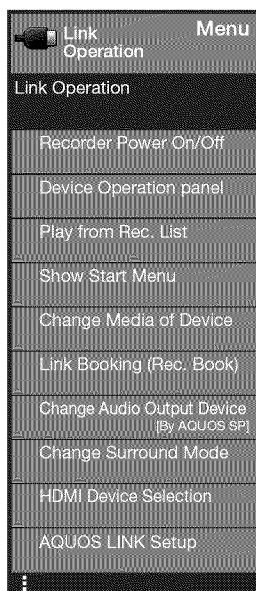 Menu
Link
Operation
Link Operation
Recorder Power On/Off
Device Operation panel
Play from Rec. List
Show Start Menu
Change Media of Device
Link Booking (Rec. Book)
Change Audio Output Device
[By AQUOS SP]
Change Surround Mode
HDMI Device Selection
AQUOS LINK Setup